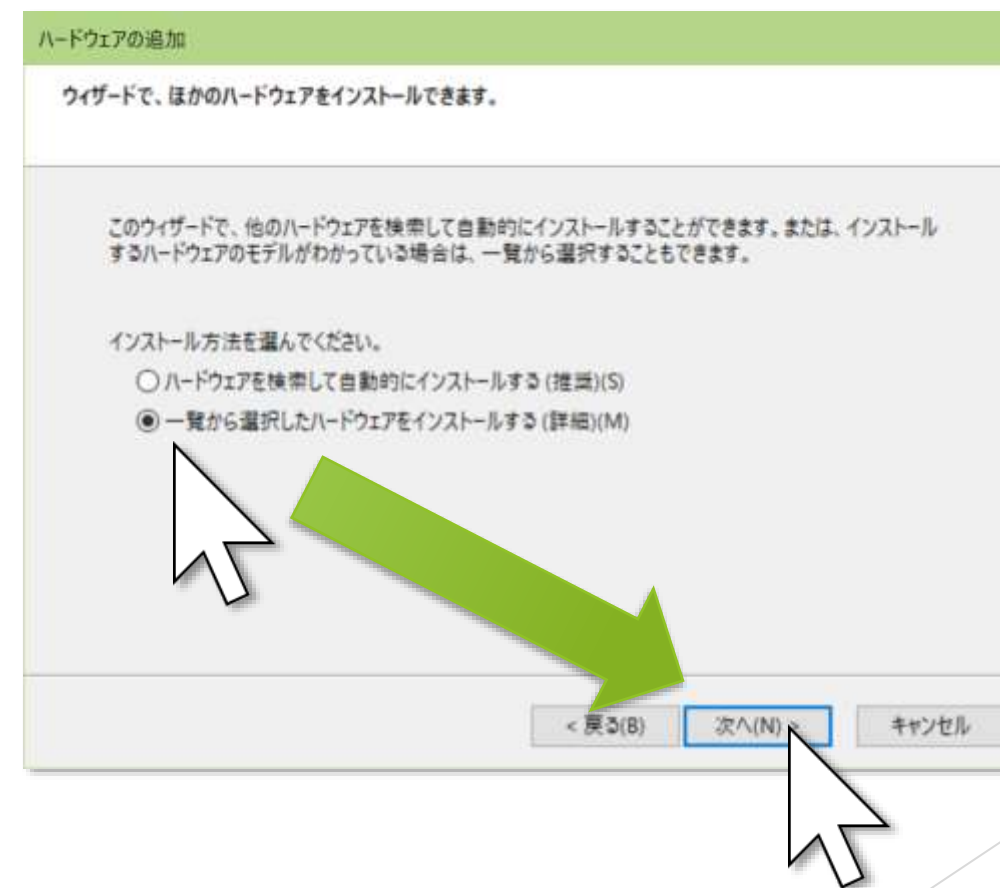 ハードウェアの追加
ウィザードで、ほかのハードウェアをインストールできます。
このウィザードで、他のハードウェアを検索して自動的にインストールすることができます。または、インストール
するハードウェアのモデルがわかっている場合は、一覧から選択することもできます。
インストール方法を選んでください。
ハードウェアを検索して自動的にインストールする (推奨)(S)
一覧から選択したハードウェアをインストールする (詳細)(M)
< 戻る(B) 次へ(N) > キャンセル